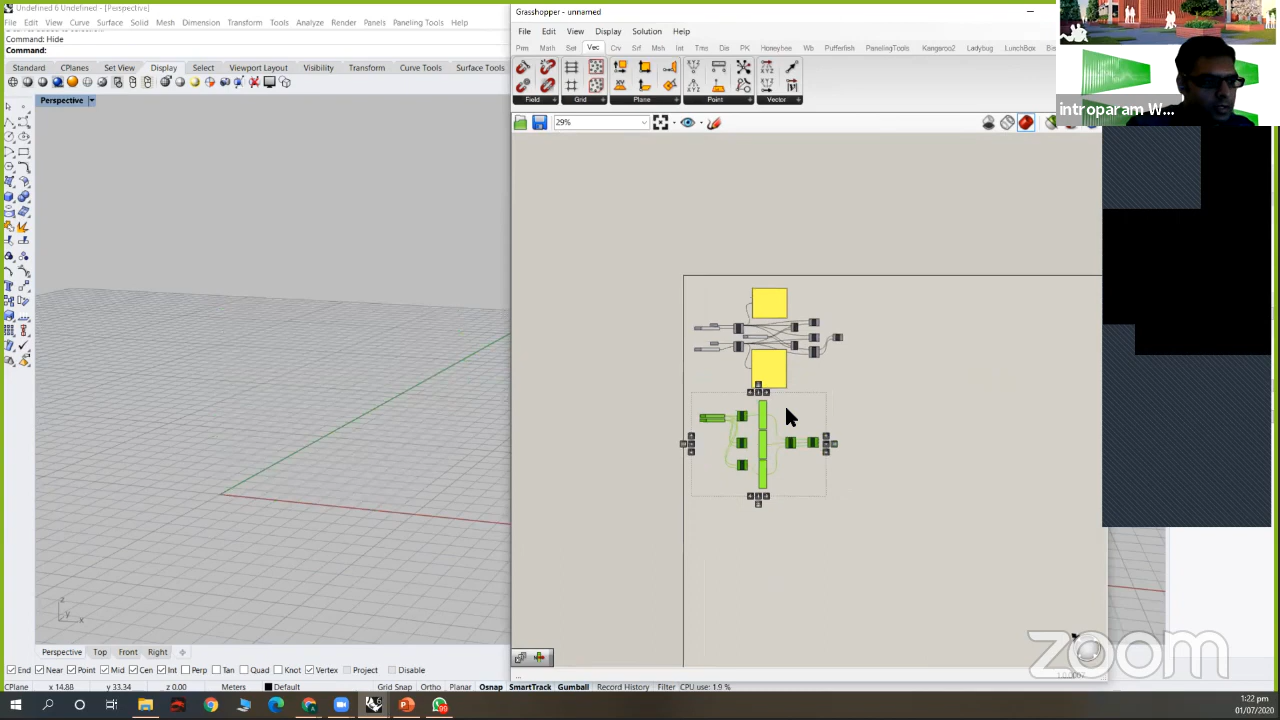 Undefined 6 Undefined - [Perspective]
File Edit View Curve Surface Solid Mesh Dimension Transform Tools Analyze Render Panels Paneling Tools Help
Command: Hide
Command:
Standard CPlanes Set View Display Select Viewport Layout Visibility Transform Curve Tools Surface Tools
Perspective
z
y
x
Perspective Top Front Right
End Near Point Mid Cen Int Perp Tan Quad Knot Vertex Project Disable
CPlane x 14.88 y 33.34 z 0.00 Meters Default Grid Snap Ortho Planar Osnap SmartTrack Gumball Record History Filter CPU use: 1.9 %
Grasshopper - unnamed
File Edit View Display Solution Help
Prm Math Set Vec Crv Srf Msh Int Trns Dis PK Honeybee Wb Pufferfish PanelingTools Kangaroo2 Ladybug LunchBox
Field Grid Plane Point Vector
29%
introparam W...
1.0.0007
zoom
1:22 pm
01/07/2020